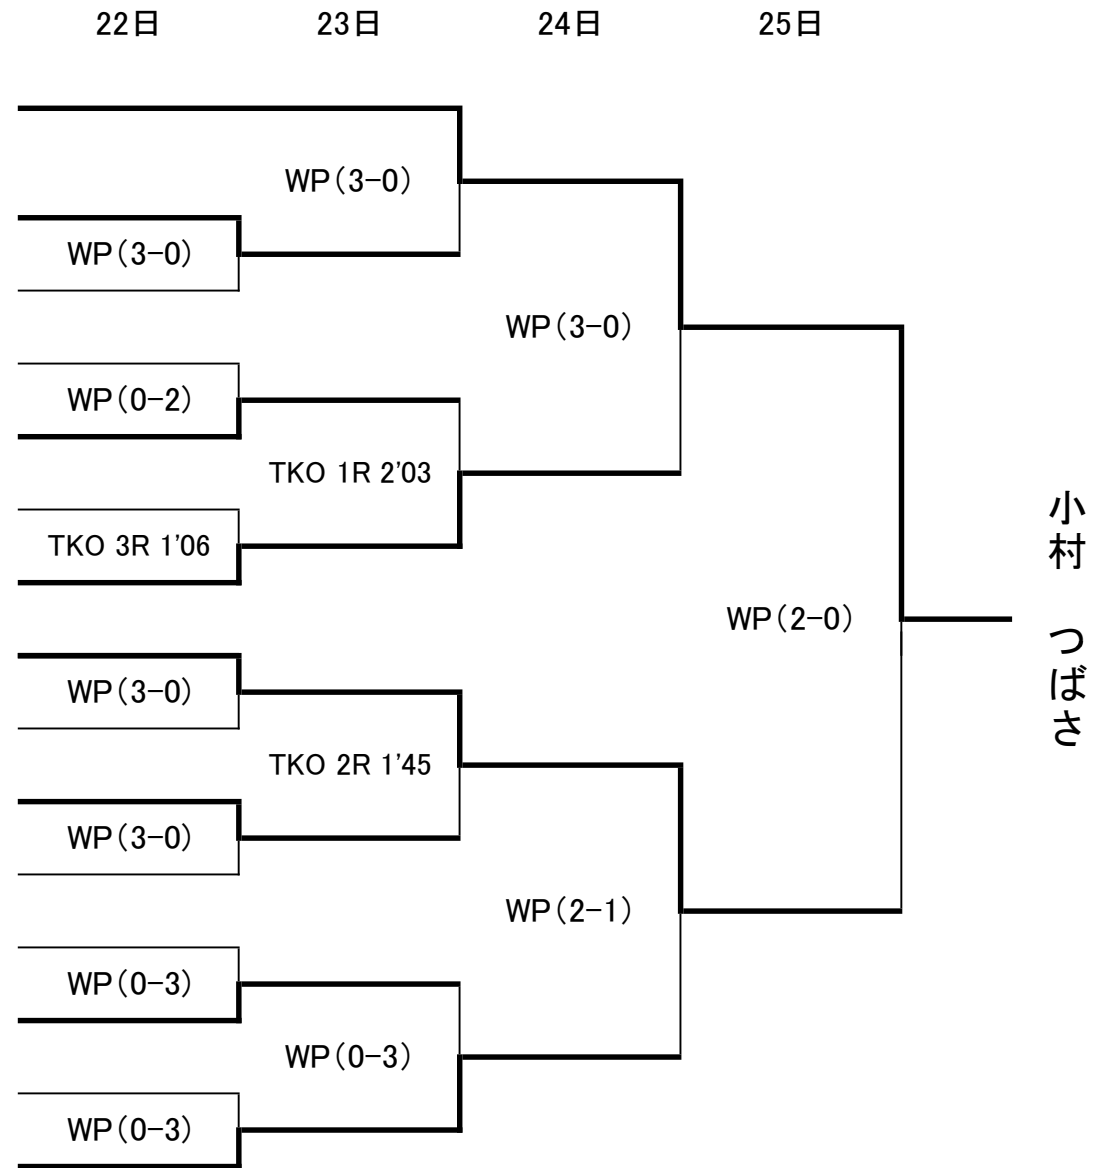 22日 23日 24日 25日
WP(3-0)
WP(3-0)
WP(3-0)
WP(0-2)
TKO 1R 2'03
TKO 3R 1'06
WP(2-0)
小村 つばさ
WP(3-0)
TKO 2R 1'45
WP(3-0)
WP(2-1)
WP(0-3)
WP(0-3)
WP(0-3)